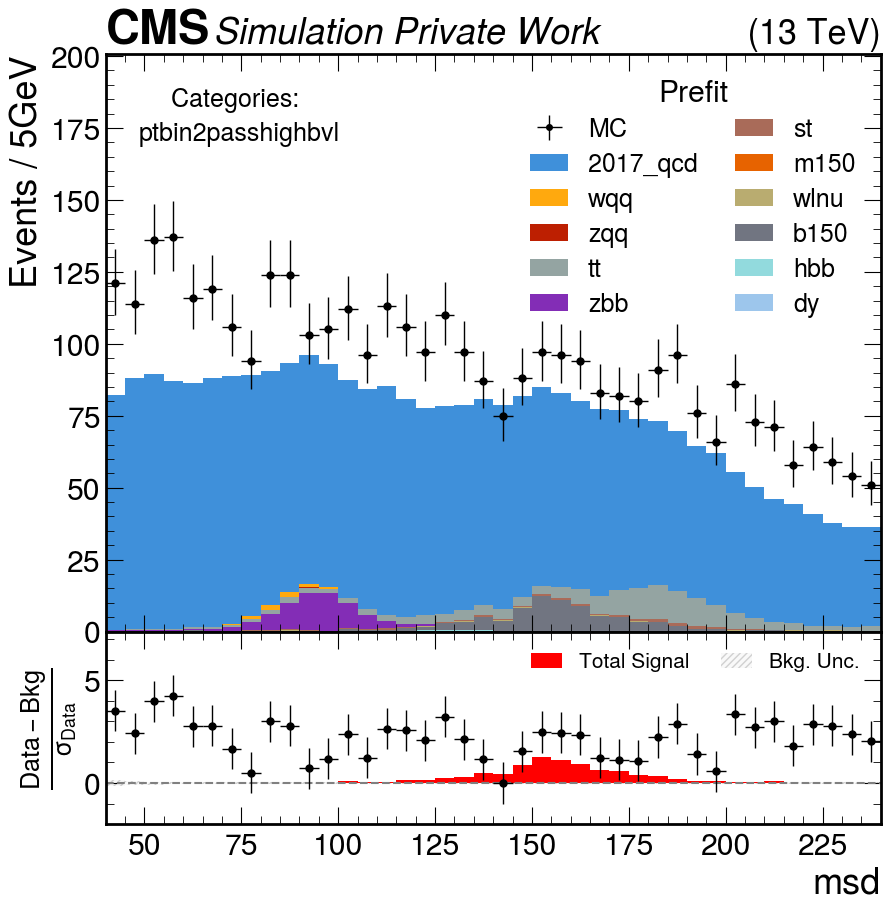 CMS Simulation Private Work (13 TeV)
Events / 5GeV
200
175
150
125
100
75
50
25
0
Categories:
ptbin2passhighbvl
Prefit
MC
2017_qcd
wqq
zqq
tt
zbb
st
m150
wlnu
b150
hbb
dy
Data – Bkg
σData
5
0
Total Signal
Bkg. Unc.
50 75 100 125 150 175 200 225
msd